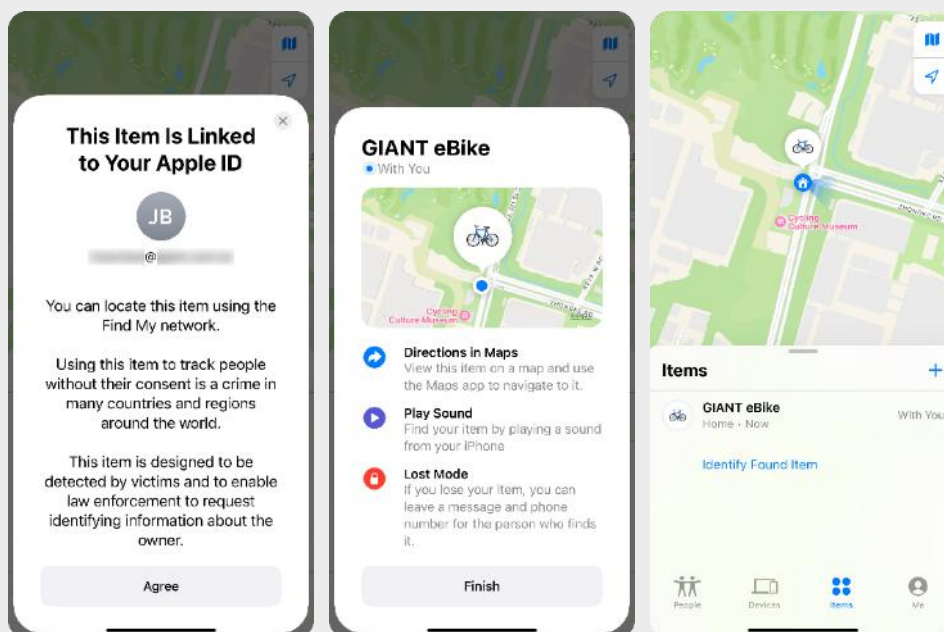 This Item Is Linked
to Your Apple ID
JB
@
You can locate this item using the
Find My network.
Using this item to track people
without their consent is a crime in
many countries and regions
around the world.
This item is designed to be
detected by victims and to enable
law enforcement to request
identifying information about the
owner.
Agree
GIANT eBike
With You
Cycling
Culture Museum
Directions in Maps
View this item on a map and use
the Maps app to navigate to it.
Play Sound
Find your item by playing a sound
from your iPhone
Lost Mode
If you lose your item, you can
leave a message and phone
number for the person who finds
it.
Finish
Cycling
Culture Museum
Items
GIANT eBike
Home • Now
With You
Identify Found Item
People
Devices
Items
Me